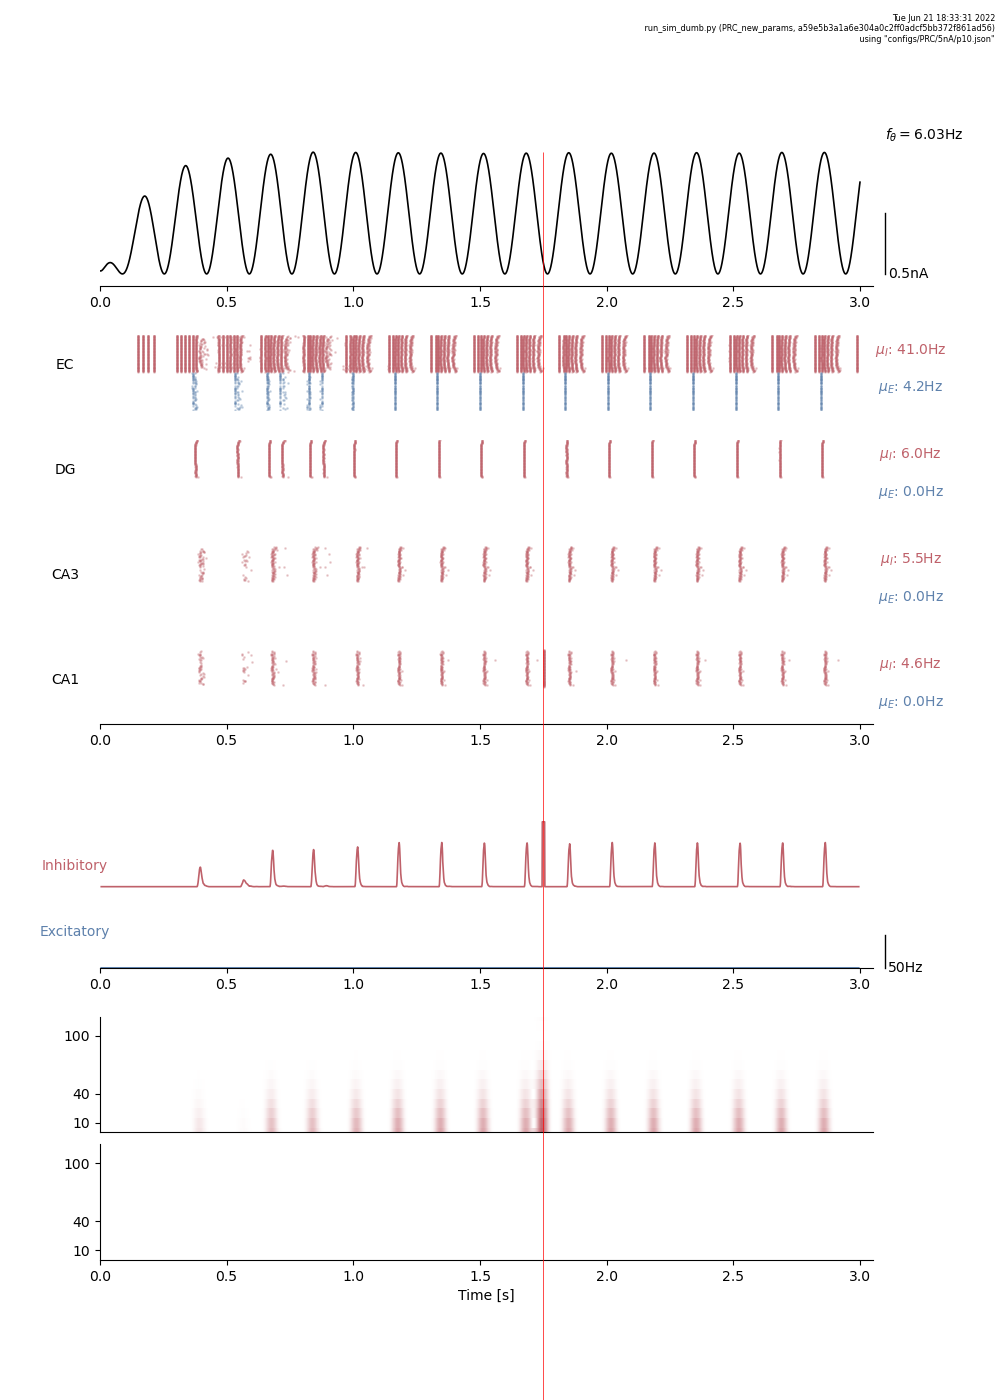 Tue Jun 21 18:33:31 2022
run_sim_dumb.py (PRC_new_params, a59e5b3a1a6e304a0c2ff0adcf5bb372f861ad56)
using "configs/PRC/5nA/p10.json"
fθ = 6.03Hz
0.5nA
0.0 0.5 1.0 1.5 2.0 2.5 3.0
EC
μI: 41.0Hz
μE: 4.2Hz
DG
μI: 6.0Hz
μE: 0.0Hz
CA3
μI: 5.5Hz
μE: 0.0Hz
CA1
μI: 4.6Hz
μE: 0.0Hz
0.0 0.5 1.0 1.5 2.0 2.5 3.0
Inhibitory
Excitatory
50Hz
0.0 0.5 1.0 1.5 2.0 2.5 3.0
100
40
10
100
40
10
0.0 0.5 1.0 1.5 2.0 2.5 3.0
Time [s]